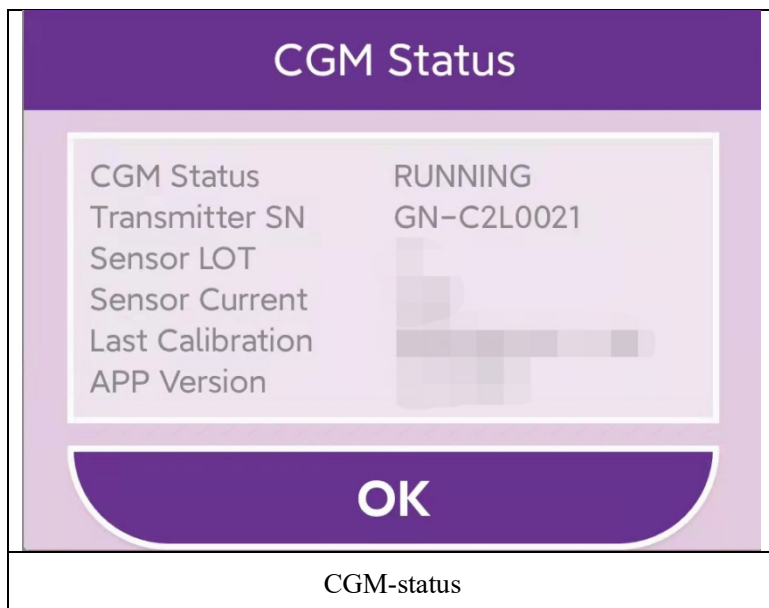 CGM Status
CGM Status RUNNING
Transmitter SN GN-C2L0021
Sensor LOT
Sensor Current
Last Calibration
APP Version
OK
CGM-status